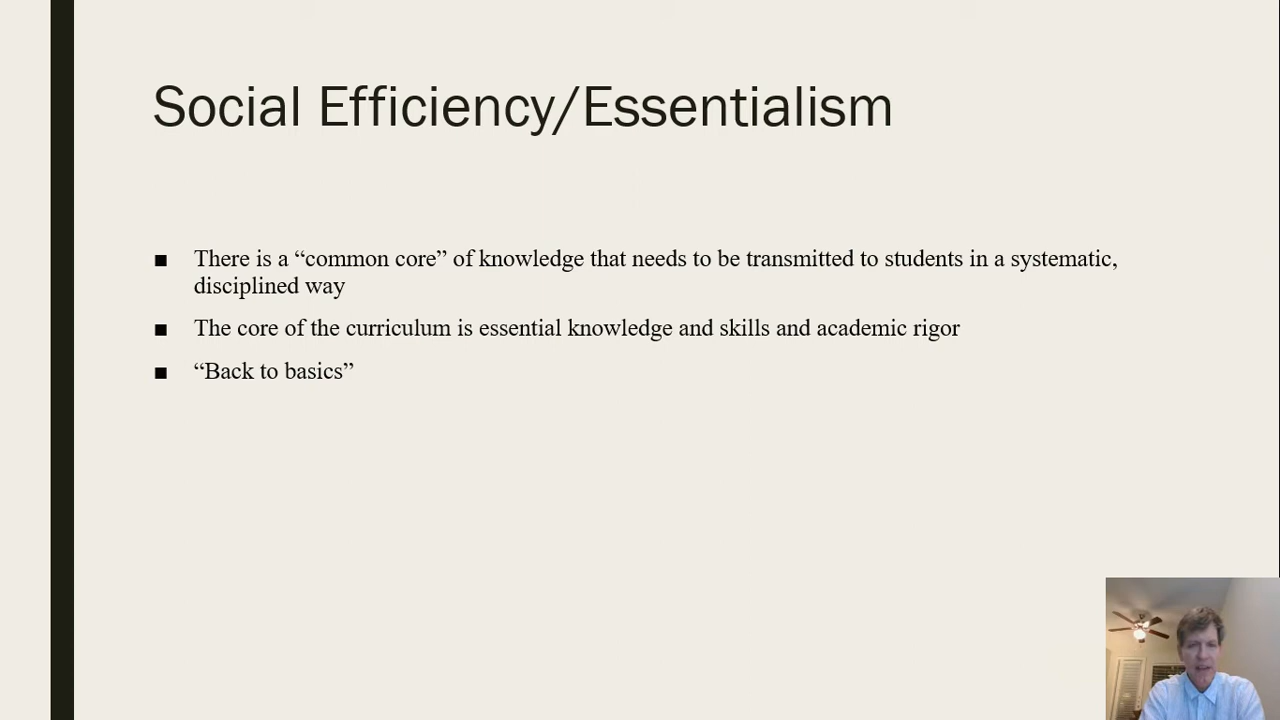 Social Efficiency/Essentialism
■ There is a “common core” of knowledge that needs to be transmitted to students in a systematic,
disciplined way
■ The core of the curriculum is essential knowledge and skills and academic rigor
■ “Back to basics”